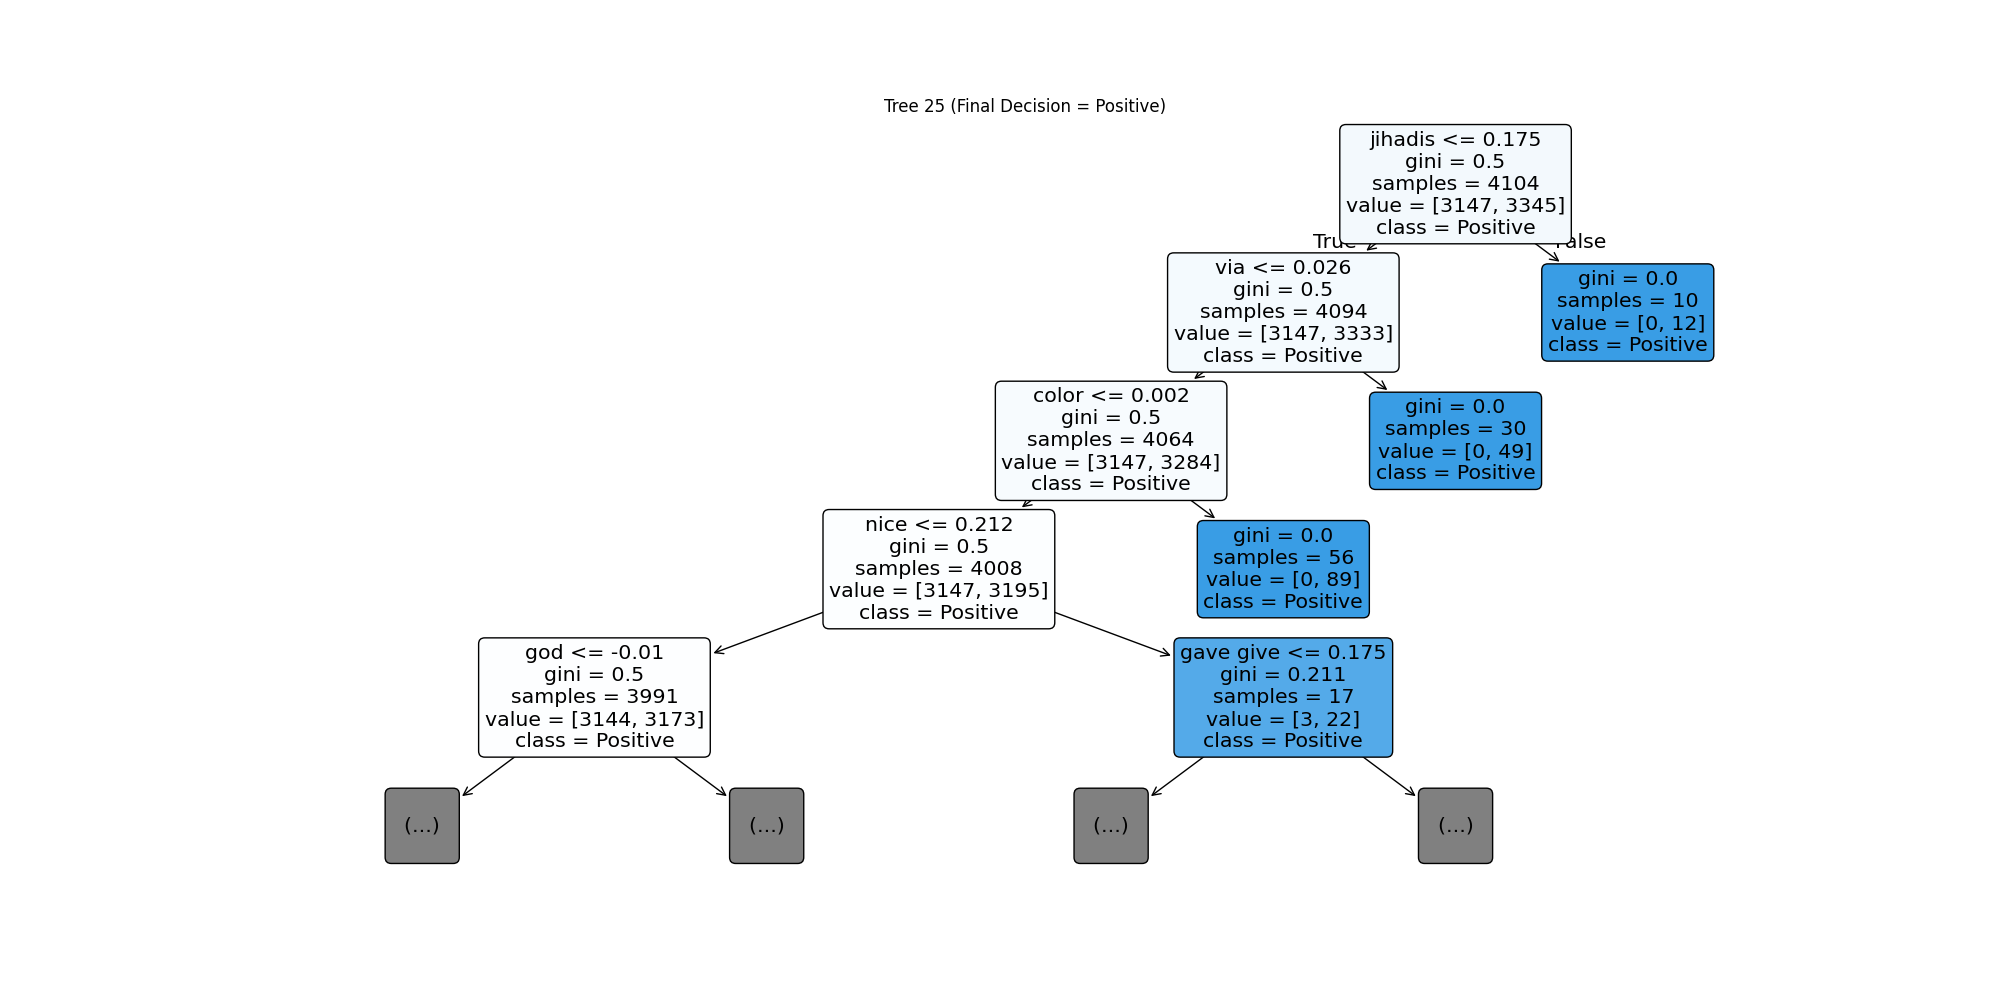 Tree 25 (Final Decision = Positive)
jihadis <= 0.175
gini = 0.5
samples = 4104
value = [3147, 3345]
class = Positive
True
False
via <= 0.026
gini = 0.5
samples = 4094
value = [3147, 3333]
class = Positive
gini = 0.0
samples = 10
value = [0, 12]
class = Positive
color <= 0.002
gini = 0.5
samples = 4064
value = [3147, 3284]
class = Positive
gini = 0.0
samples = 30
value = [0, 49]
class = Positive
nice <= 0.212
gini = 0.5
samples = 4008
value = [3147, 3195]
class = Positive
gini = 0.0
samples = 56
value = [0, 89]
class = Positive
god <= -0.01
gini = 0.5
samples = 3991
value = [3144, 3173]
class = Positive
gave give <= 0.175
gini = 0.211
samples = 17
value = [3, 22]
class = Positive
(...)
(...)
(...)
(...)